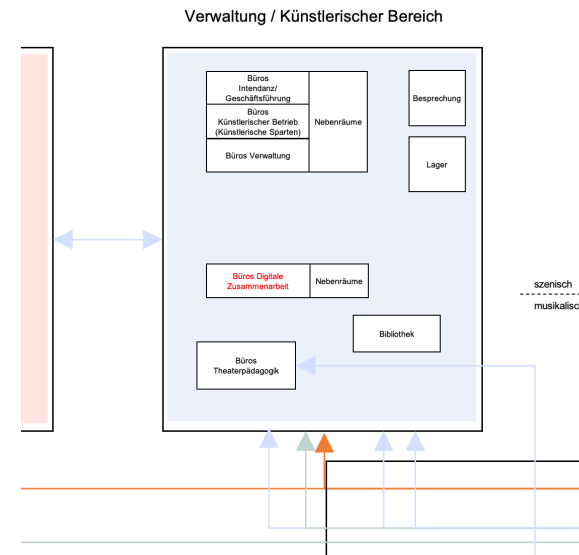 Verwaltung / Künstlerischer Bereich
Büros
Intendanz/
Geschäftsführung
Büros
Künstlerischer Betrieb
(Künstlerische Sparten)
Büros Verwaltung
Nebenräume
Besprechung
Lager
Büros Digitale
Zusammenarbeit
Nebenräume
Bibliothek
Büros
Theaterpädagogik
szenisch
musikalisc